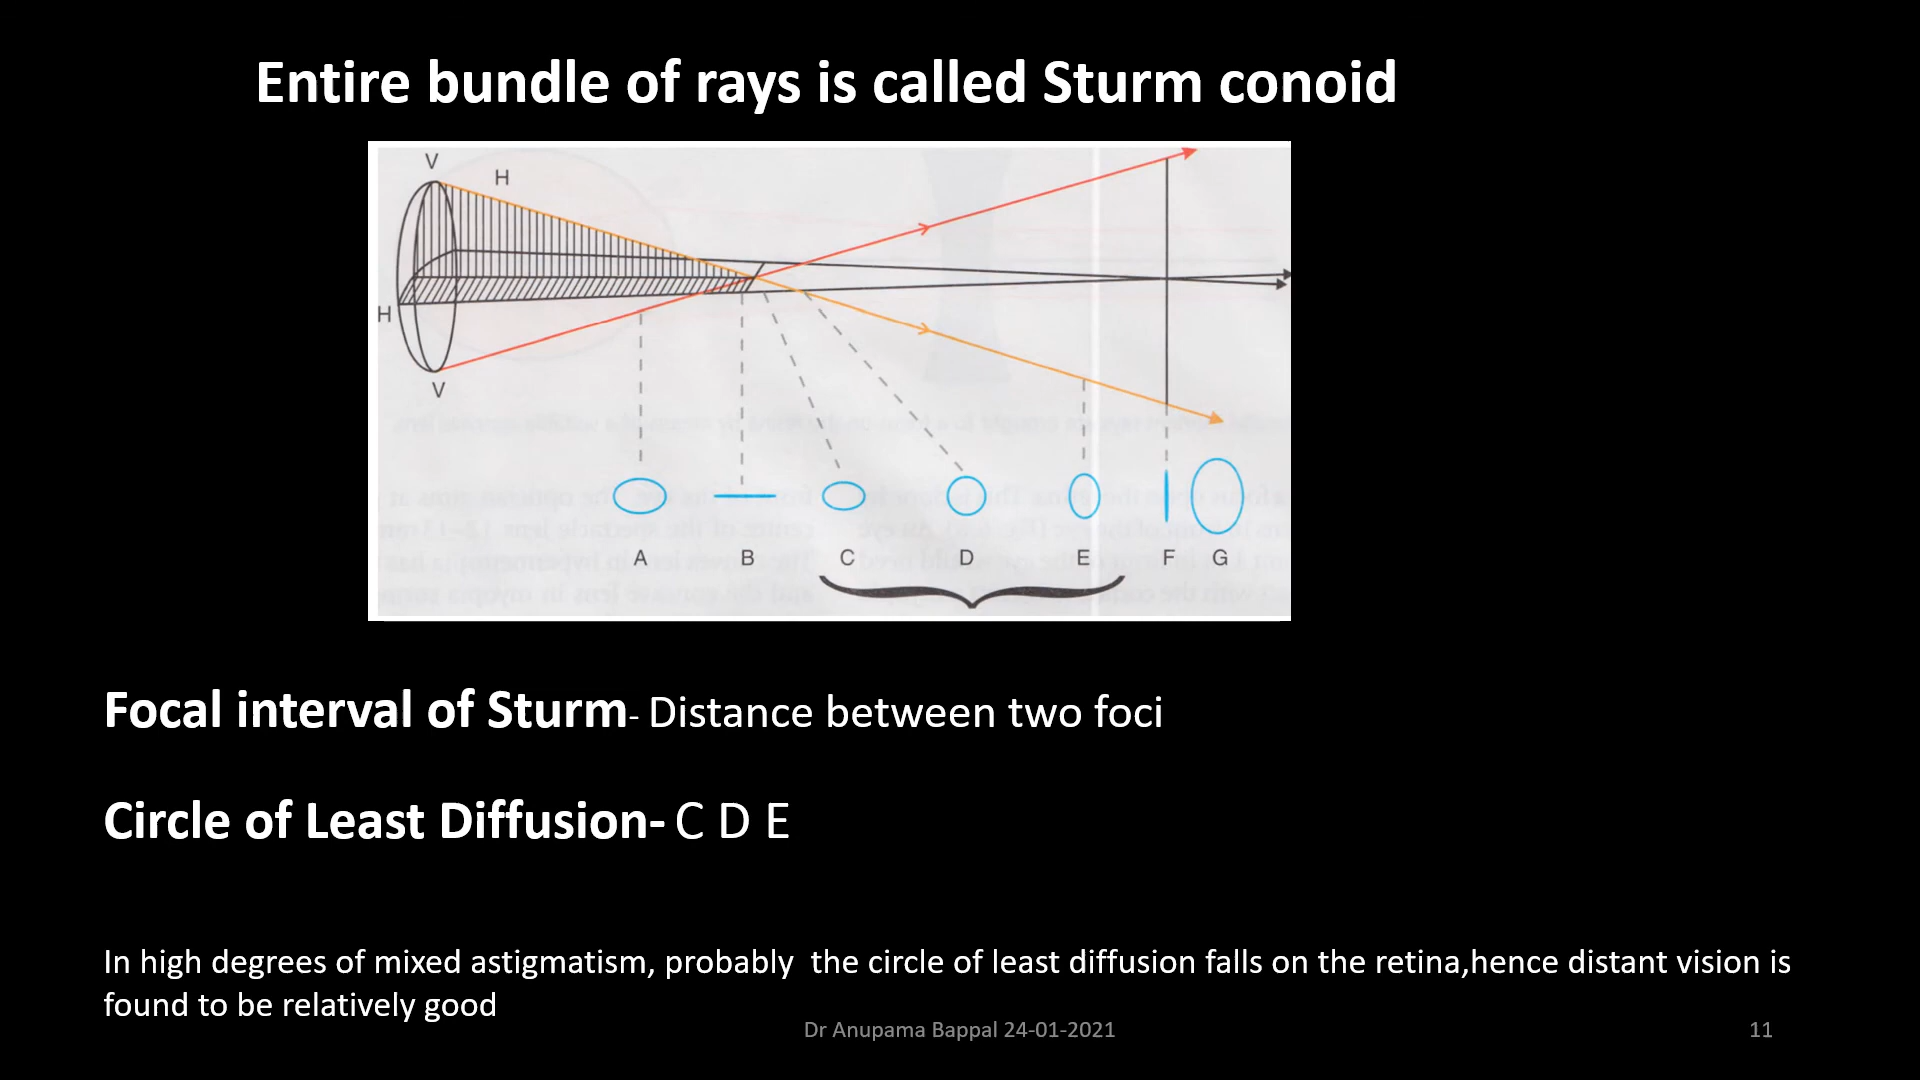 Entire bundle of rays is called Sturm conoid
V
H
H
V
A B C D E F G
Focal interval of Sturm- Distance between two foci
Circle of Least Diffusion- C D E
In high degrees of mixed astigmatism, probably  the circle of least diffusion falls on the retina,hence distant vision is
found to be relatively good
Dr Anupama Bappal 24-01-2021
11